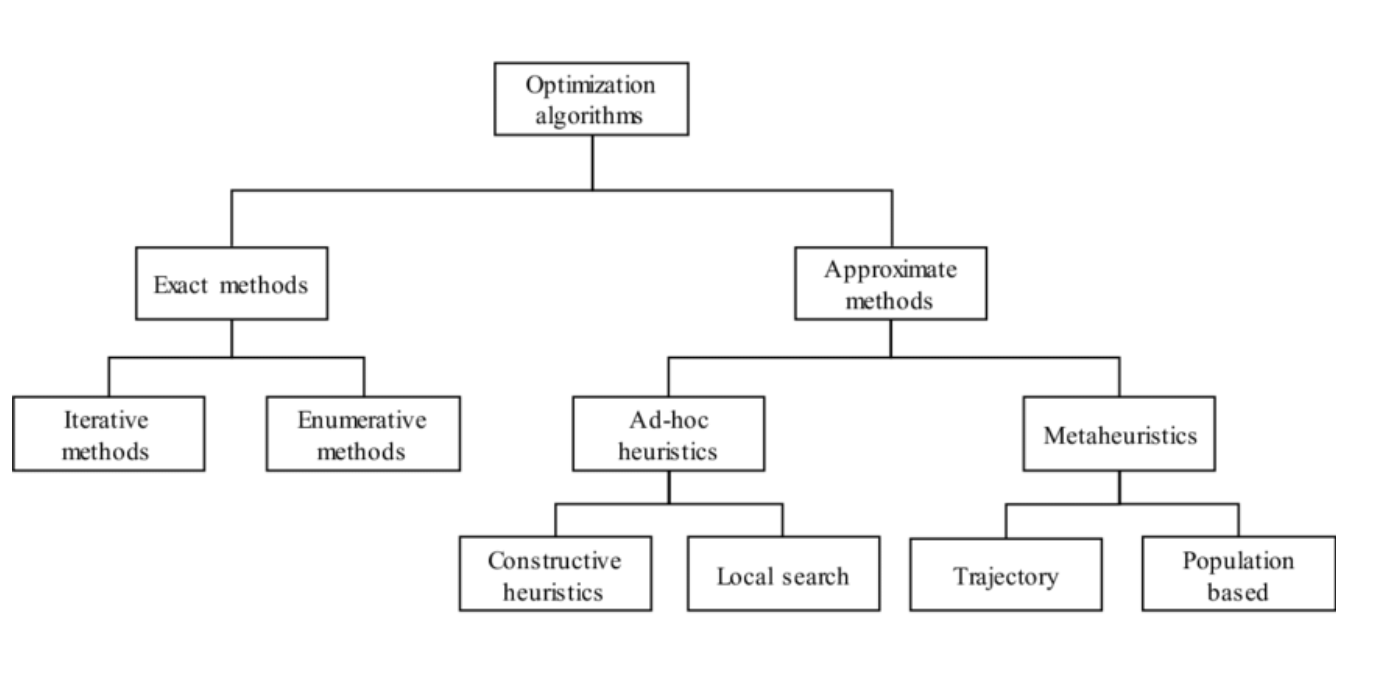 Optimization
algorithms
Exact methods
Approximate
methods
Iterative
methods
Enumerative
methods
Ad-hoc
heuristics
Metaheuristics
Constructive
heuristics
Local search
Trajectory
Population
based